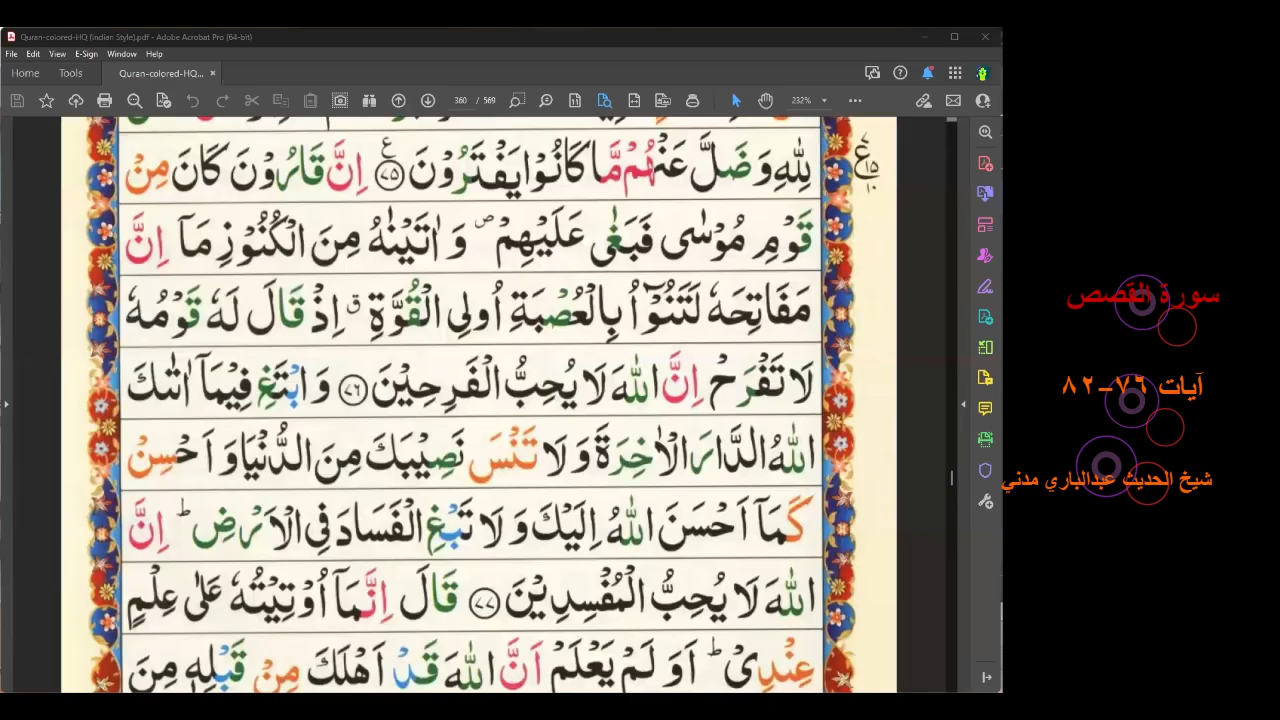 Quran-colored-HQ (indian Style).pdf - Adobe Acrobat Pro (64-bit)
File Edit View E-Sign Window Help
Home Tools Quran-colored-HQ... ×
360 / 569 232%
لِلّٰهِ وَضَلَّ عَنْهُمْ مَّا كَانُوْا يَفْتَرُوْنَ ﴿۷۵﴾ اِنَّ قَارُوْنَ كَانَ مِنْ
قَوْمِ مُوْسٰى فَبَغٰى عَلَيْهِمْ ۖ وَ اٰتَيْنٰهُ مِنَ الْكُنُوْزِ مَاۤ اِنَّ
مَفَاتِحَهٗ لَتَنُوْٓاُ بِالْعُصْبَةِ اُولِى الْقُوَّةِ ۗ اِذْ قَالَ لَهٗ قَوْمُهٗ
لَا تَفْرَحْ اِنَّ اللّٰهَ لَا يُحِبُّ الْفَرِحِيْنَ ﴿۷۶﴾ وَ ابْتَغِ فِيْمَاۤ اٰتٰىكَ
اللّٰهُ الدَّارَ الْاٰخِرَةَ وَ لَا تَنْسَ نَصِيْبَكَ مِنَ الدُّنْيَا وَ اَحْسِنْ
كَمَاۤ اَحْسَنَ اللّٰهُ اِلَيْكَ وَ لَا تَبْغِ الْفَسَادَ فِى الْاَرْضِ ؕ اِنَّ
اللّٰهَ لَا يُحِبُّ الْمُفْسِدِيْنَ ﴿۷۷﴾ قَالَ اِنَّمَاۤ اُوْتِيْتُهٗ عَلٰى عِلْمٍ
عِنْدِىْ ؕ اَوَ لَمْ يَعْلَمْ اَنَّ اللّٰهَ قَدْ اَهْلَكَ مِنْ قَبْلِهٖ مِنَ
سورة القصص
آيات ٧٦-٨٢
شيخ الحديث عبدالباري مدني